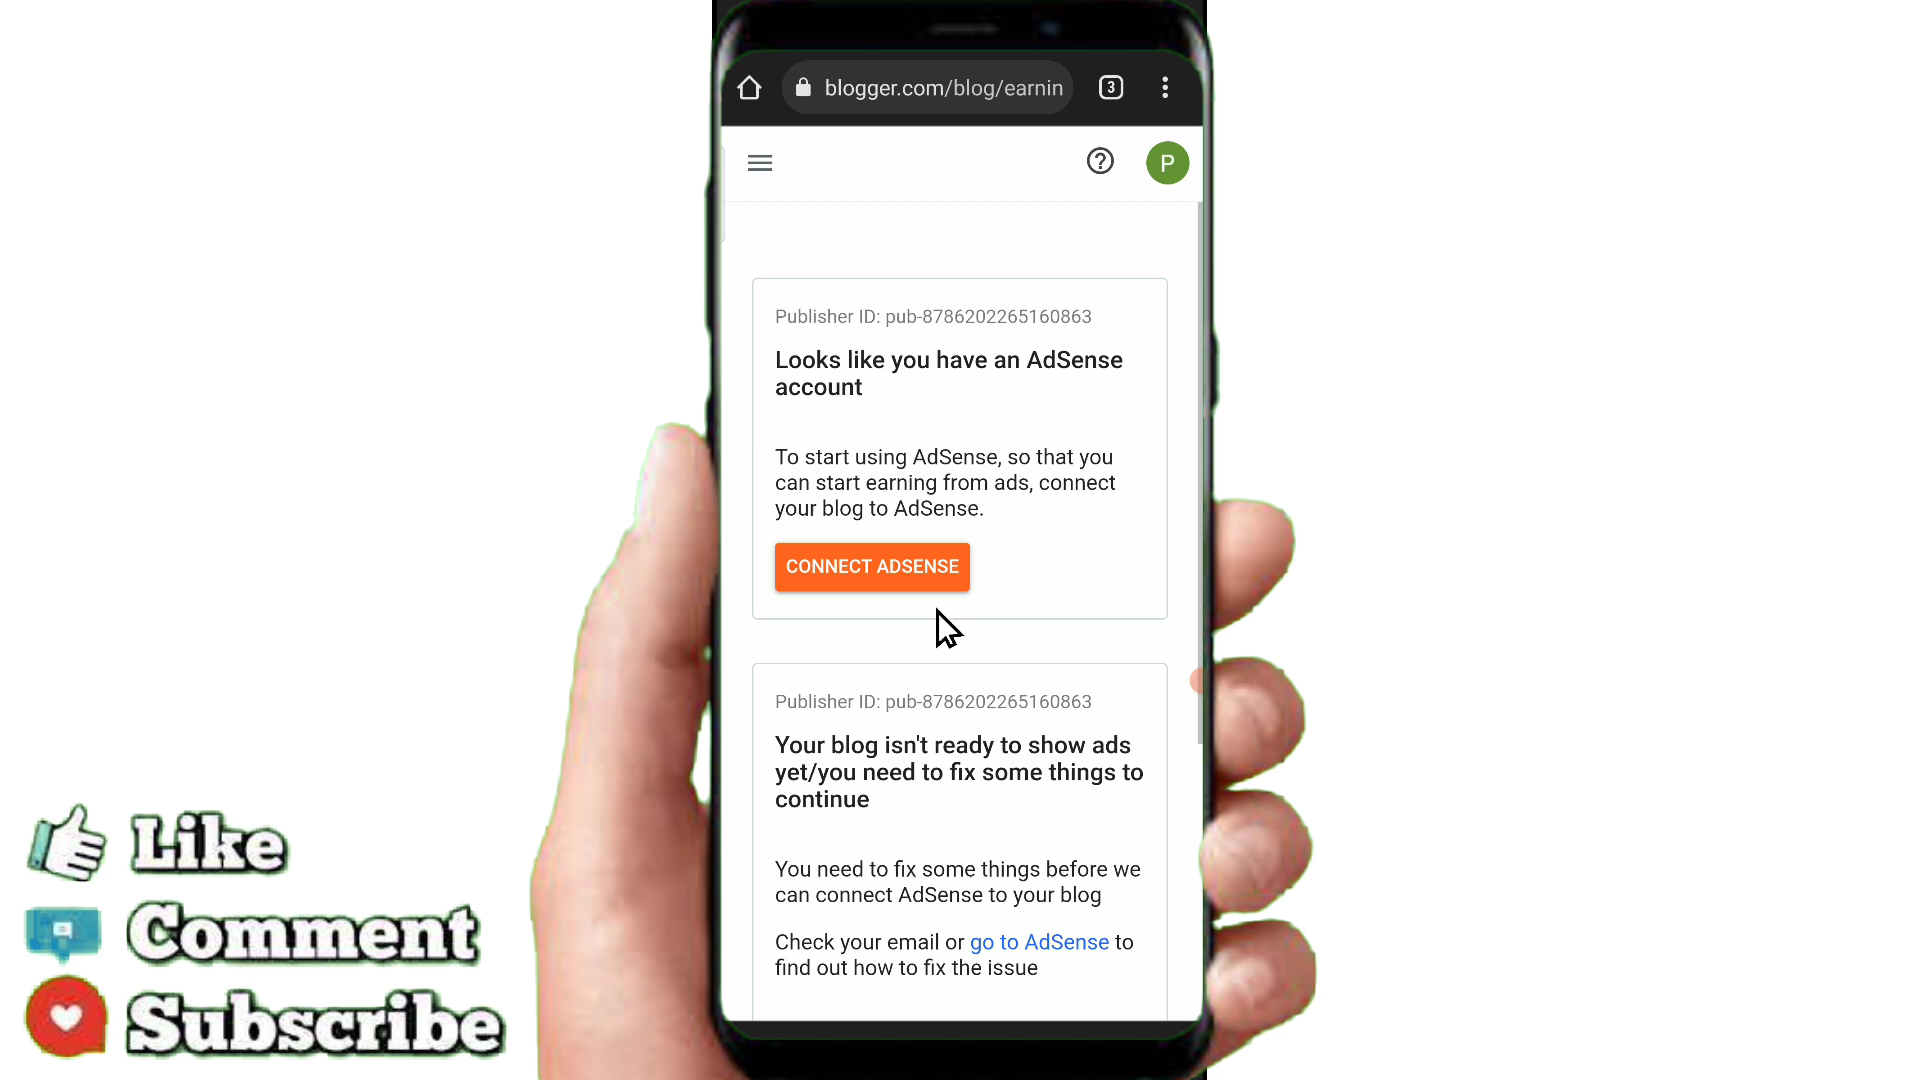 blogger.com/blog/earnin
3
P
Publisher ID: pub-8786202265160863
Looks like you have an AdSense
account
To start using AdSense, so that you
can start earning from ads, connect
your blog to AdSense.
CONNECT ADSENSE
Publisher ID: pub-8786202265160863
Your blog isn't ready to show ads
yet/you need to fix some things to
continue
You need to fix some things before we
can connect AdSense to your blog
Check your email or go to AdSense to
find out how to fix the issue
Like
Comment
Subscribe